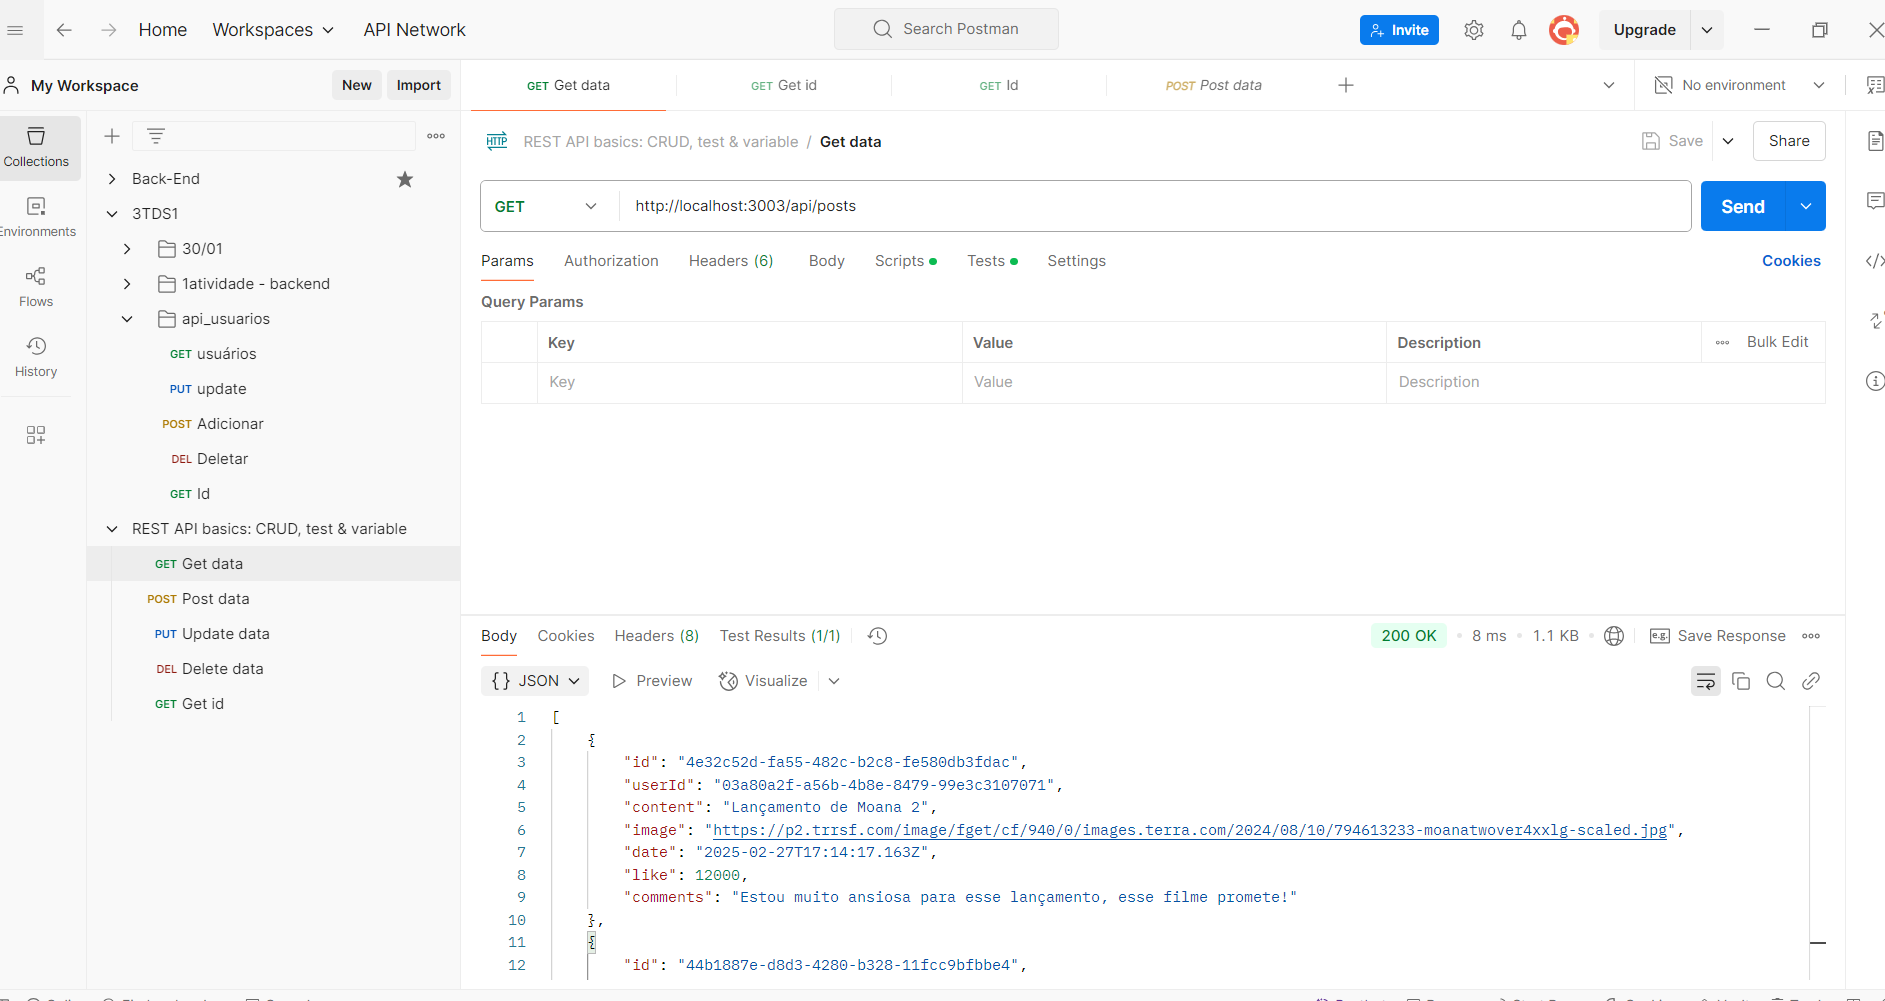 Home Workspaces API Network Search Postman Invite Upgrade
My Workspace New Import GET Get data GET Get id GET Id POST Post data No environment
HTTP REST API basics: CRUD, test & variable / Get data Save Share
Collections
Back-End
3TDS1
GET http://localhost:3003/api/posts Send
Environments
30/01
Params Authorization Headers (6) Body Scripts Tests Settings Cookies
1atividade - backend
Flows
Query Params
api_usuarios
Key Value Description Bulk Edit
GET usuários
History
Key Value Description
PUT update
POST Adicionar
DEL Deletar
GET Id
REST API basics: CRUD, test & variable
GET Get data
POST Post data
PUT Update data
DEL Delete data
GET Get id
Body Cookies Headers (8) Test Results (1/1) 200 OK 8 ms 1.1 KB e.g. Save Response
{} JSON Preview Visualize
1 [
2 {
3 "id": "4e32c52d-fa55-482c-b2c8-fe580db3fdac",
4 "userId": "03a80a2f-a56b-4b8e-8479-99e3c3107071",
5 "content": "Lançamento de Moana 2",
6 "image": "https://p2.trrsf.com/image/fget/cf/940/0/images.terra.com/2024/08/10/794613233-moanatwover4xxlg-scaled.jpg",
7 "date": "2025-02-27T17:14:17.163Z",
8 "like": 12000,
9 "comments": "Estou muito ansiosa para esse lançamento, esse filme promete!"
10 },
11 {
12 "id": "44b1887e-d8d3-4280-b328-11fcc9bfbbe4",